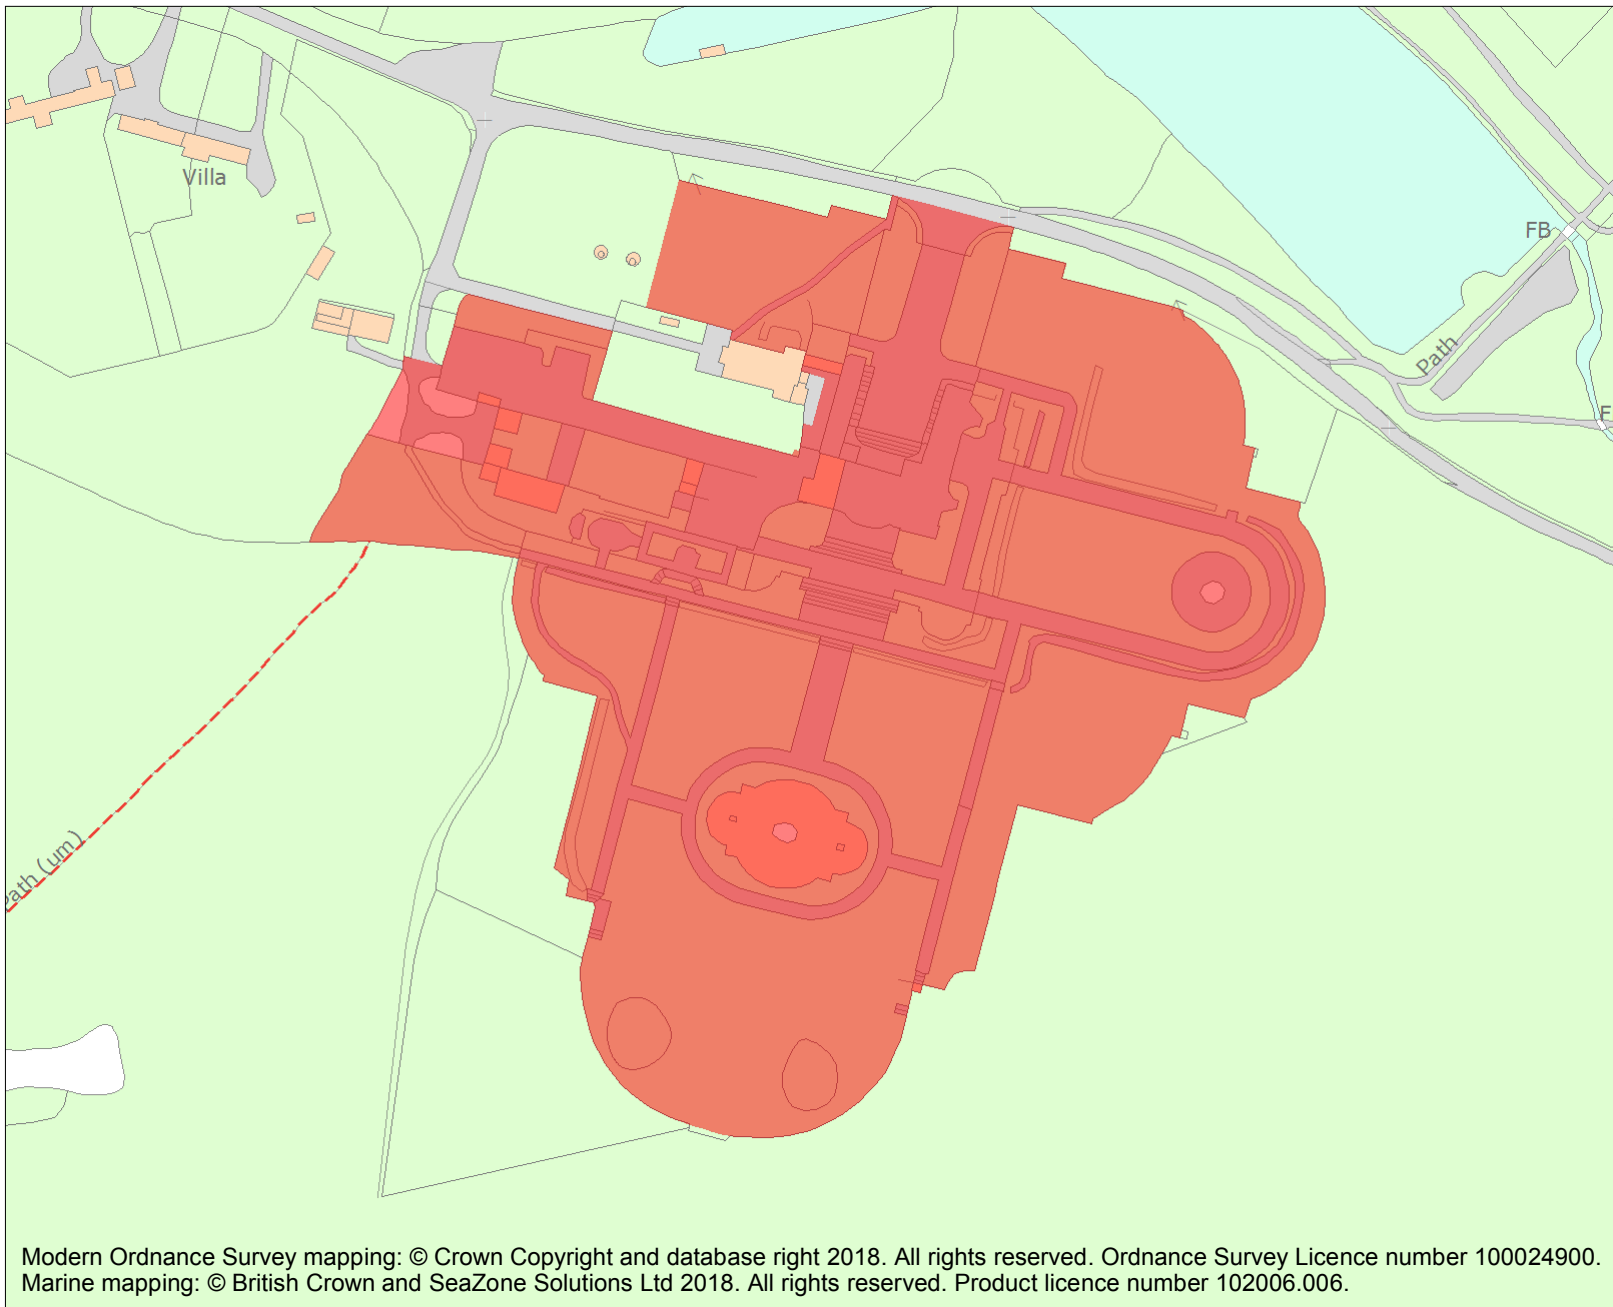 Villa
FB
Path
F
Path (um)
Modern Ordnance Survey mapping: © Crown Copyright and database right 2018. All rights reserved. Ordnance Survey Licence number 100024900.
Marine mapping: © British Crown and SeaZone Solutions Ltd 2018. All rights reserved. Product licence number 102006.006.